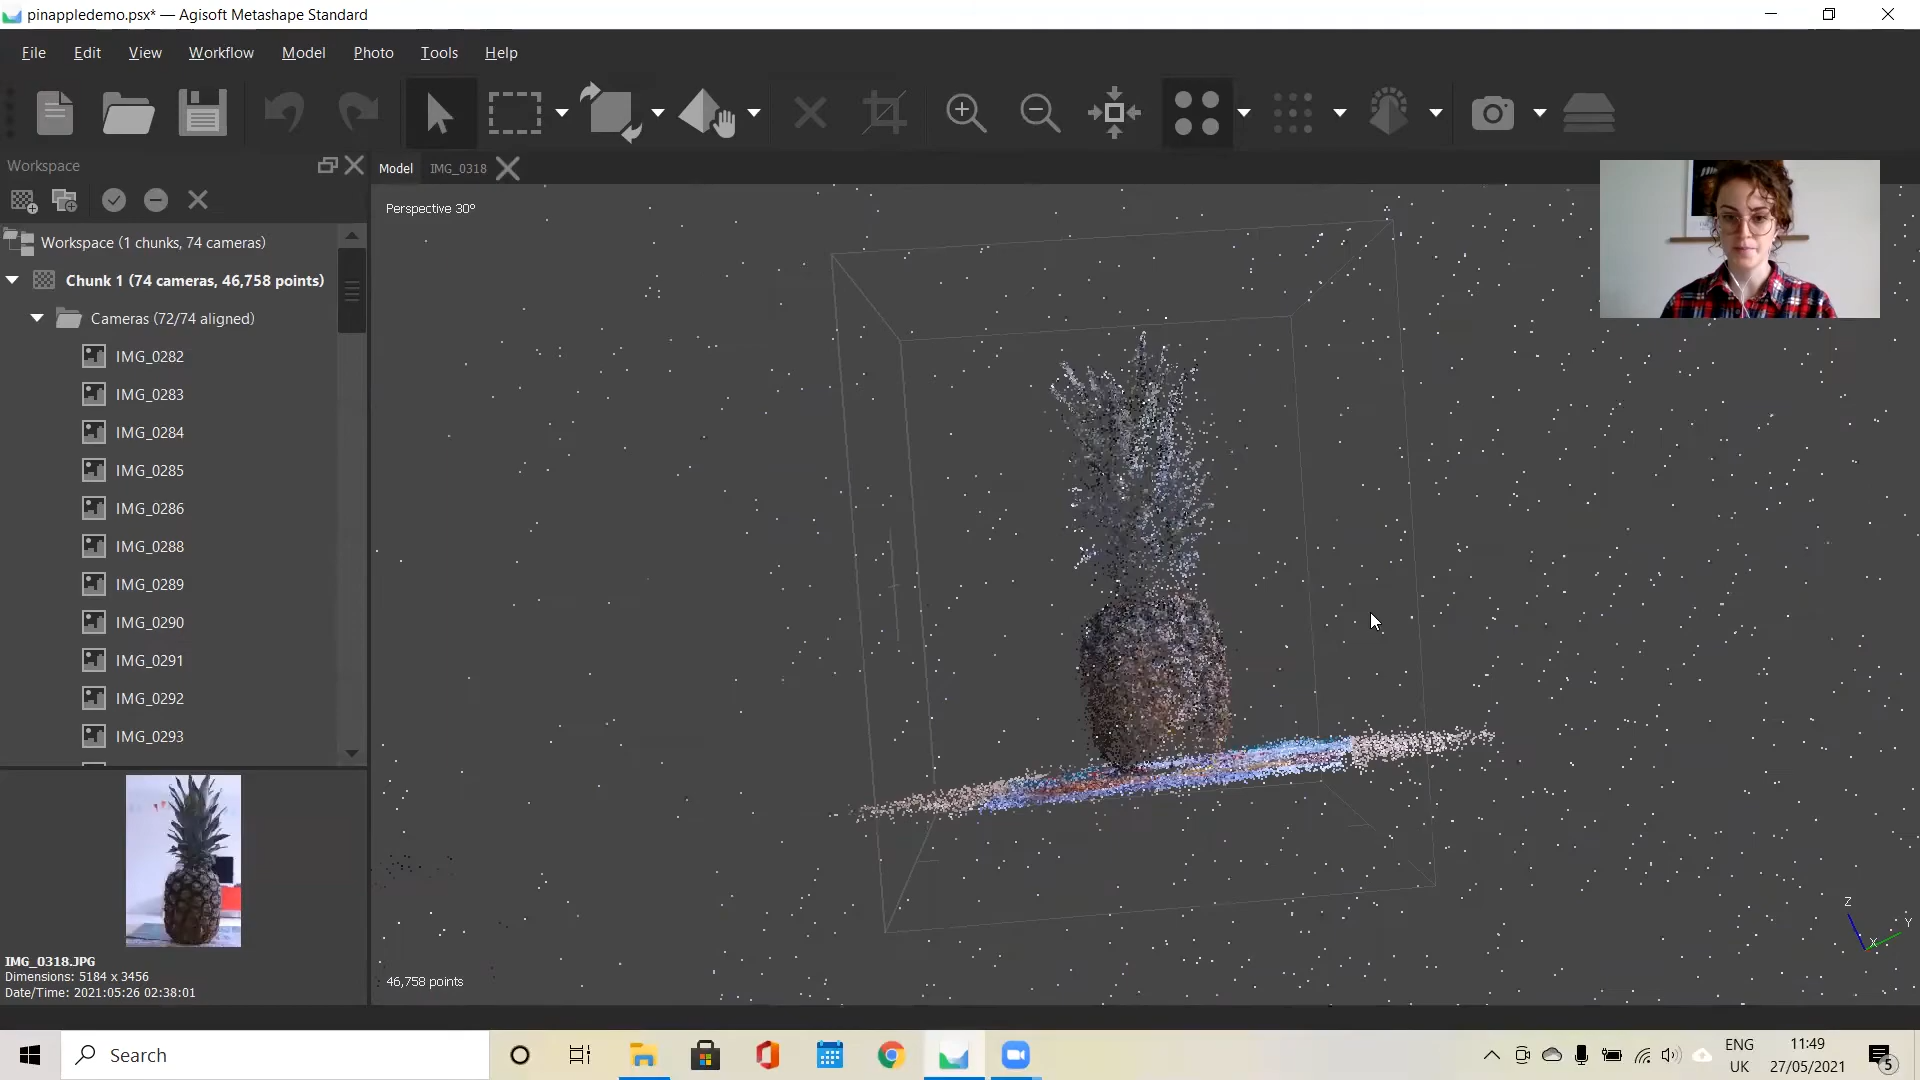 pinappledemo.psx* — Agisoft Metashape Standard
File Edit View Workflow Model Photo Tools Help
Workspace
Model IMG_0318
Perspective 30°
Workspace (1 chunks, 74 cameras)
Chunk 1 (74 cameras, 46,758 points)
Cameras (72/74 aligned)
IMG_0282
IMG_0283
IMG_0284
IMG_0285
IMG_0286
IMG_0288
IMG_0289
IMG_0290
IMG_0291
IMG_0292
IMG_0293
Z
Y
X
IMG_0318.JPG
Dimensions: 5184 x 3456
Date/Time: 2021:05:26 02:38:01
46,758 points
Search
ENG
UK
11:49
27/05/2021
5